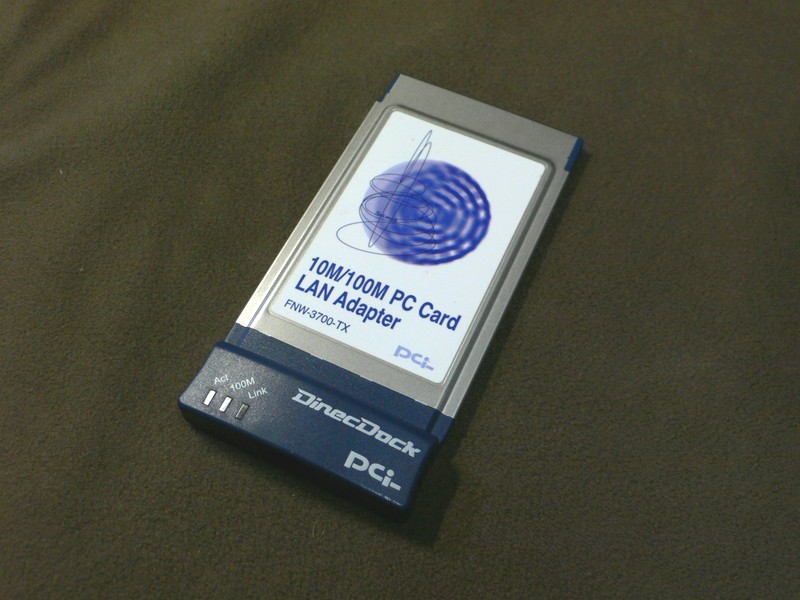 10M/100M PC Card
LAN Adapter
FNW-3700-TX
pci-
Act
100M
Link
DirecDock
pci-